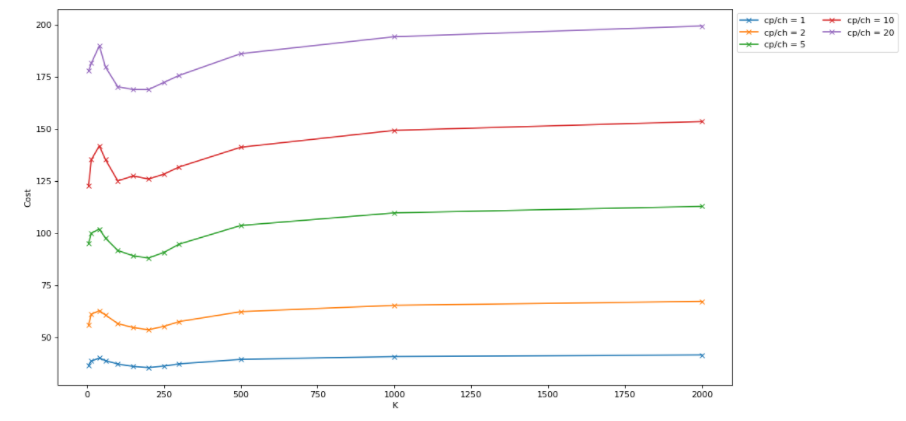 cp/ch = 1
cp/ch = 2
cp/ch = 5
cp/ch = 10
cp/ch = 20
200
175
150
125
100
75
50
Cost
0 250 500 750 1000 1250 1500 1750 2000
K